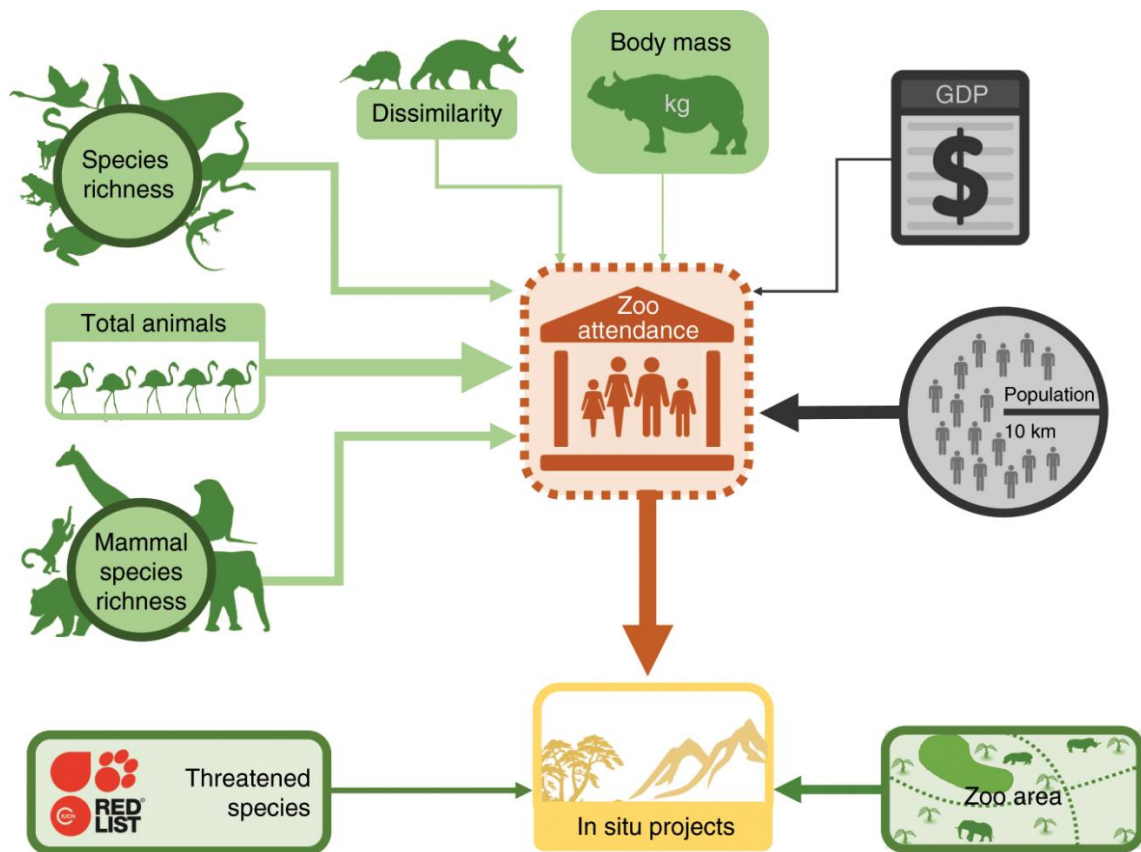 Species
richness
Dissimilarity
Body mass
kg
GDP
$
Total animals
Zoo
attendance
Population
10 km
Mammal
species
richness
IUCN
RED
LIST
Threatened
species
In situ projects
Zoo area